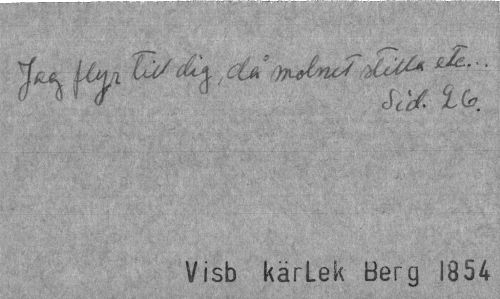 Jag flyr till dig, då molnet stilla etc...
Sid. 26.
Visb kärLek Berg 1854